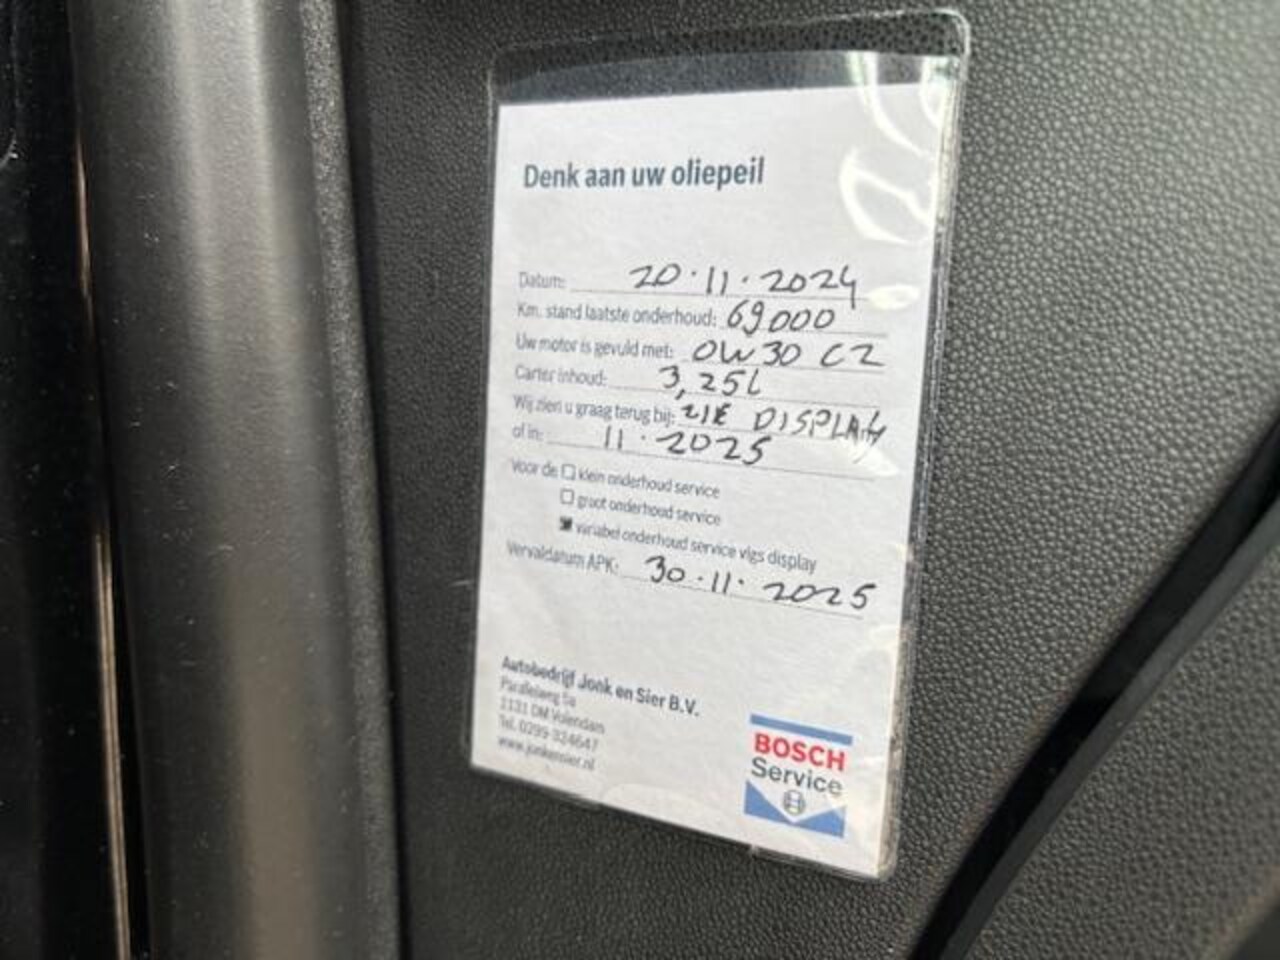 Denk aan uw oliepeil
Datum: 20.11.2024
Km. stand laatste onderhoud: 69000
Uw motor is gevuld met: OW30 C2
Carter inhoud: 3,25L
Wij zien u graag terug bij: ZIE DISPLAY
of in: 11.2025
Voor de klein onderhoud service
groot onderhoud service
variabel onderhoud service vlgs display
Vervaldatum APK: 30.11.2025
Autobedrijf Jonk en Sier B.V.
Parallelweg 5a
1131 DM Volendam
Tel. 0299-324647
www.jonkensier.nl
BOSCH
Service